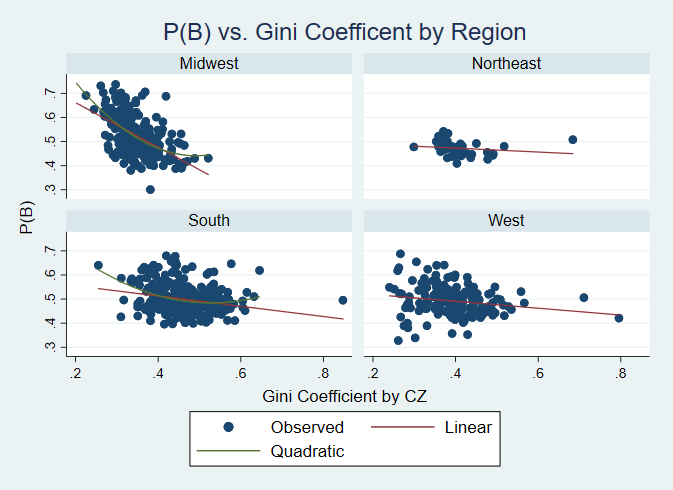 P(B) vs. Gini Coefficent by Region
Midwest
Northeast
.7
.6
.5
.4
.3
South
West
.7
.6
.5
.4
.3
P(B)
.2 .4 .6 .8
.2 .4 .6 .8
Gini Coefficient by CZ
Observed
Linear
Quadratic